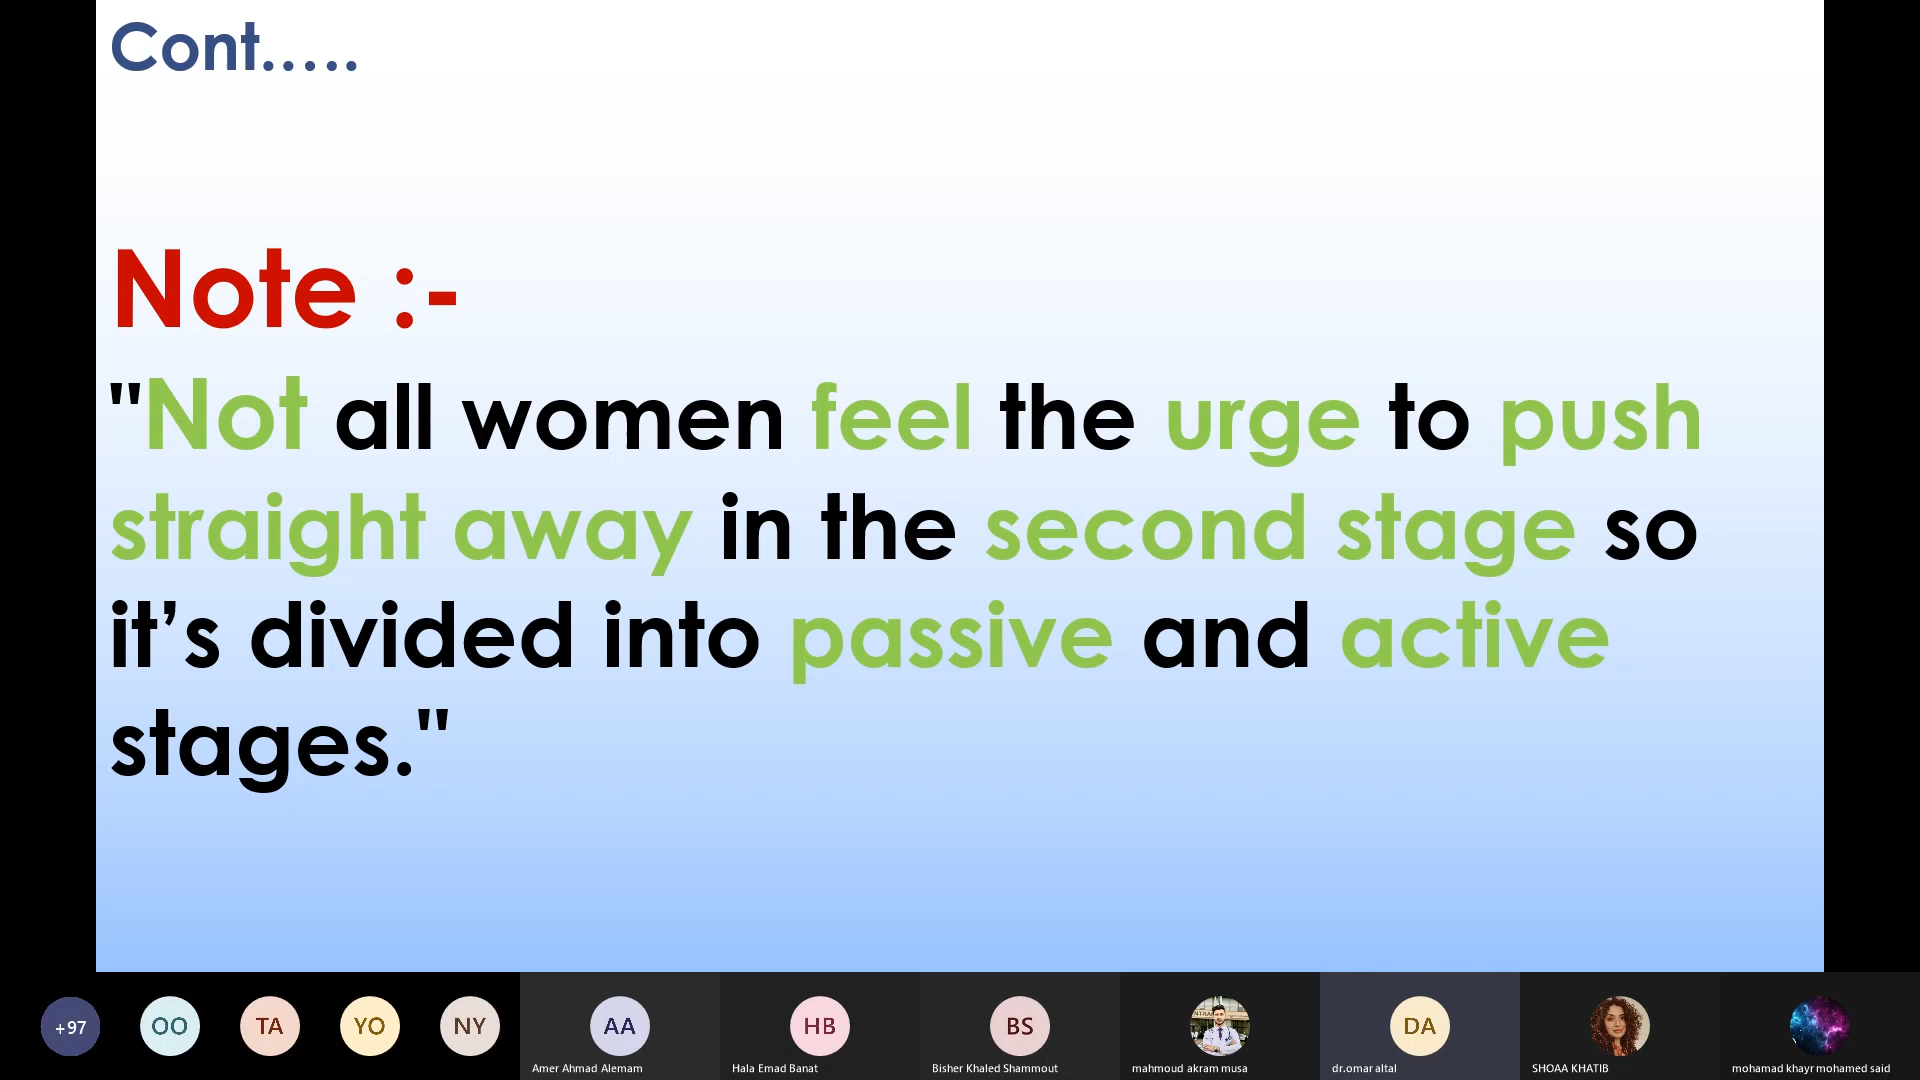 Cont.....
Note :-
"Not all women feel the urge to push
straight away in the second stage so
it’s divided into passive and active
stages."
+97
OO
TA
YO
NY
AA
HB
BS
DA
Amer Ahmad Alemam
Hala Emad Banat
Bisher Khaled Shammout
mahmoud akram musa
dr.omar altal
SHOAA KHATIB
mohamad khayr mohamed said